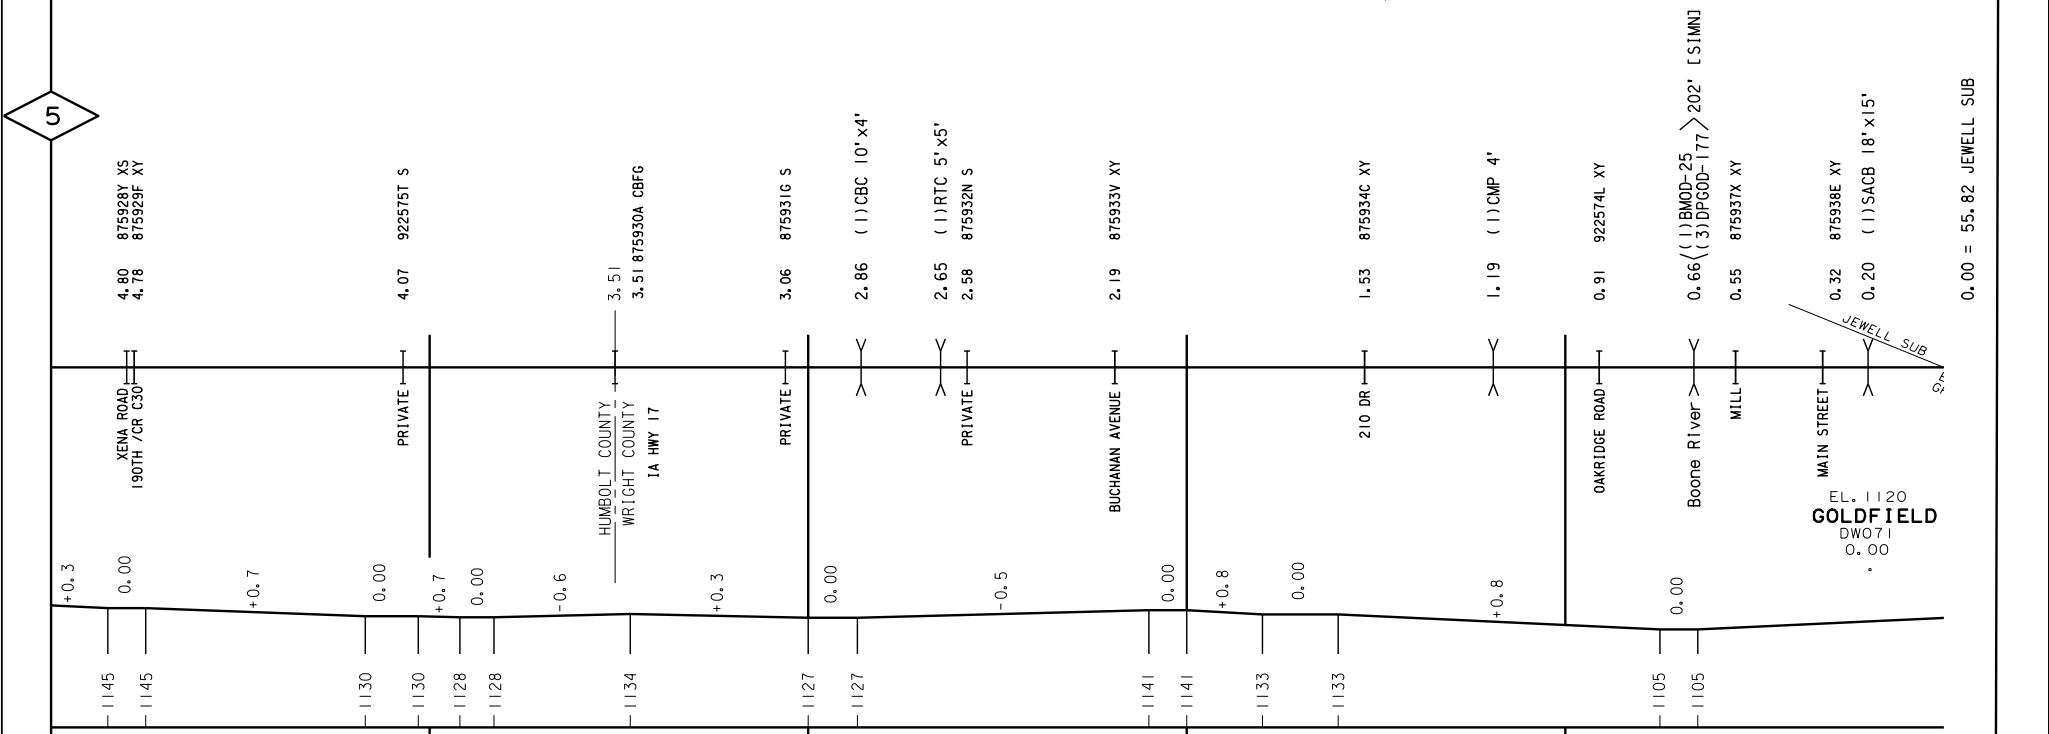 5
4.80 875928Y XS
4.78 875929F XY
4.07 922575T S
3.51
3.51 875930A CBFG
3.06 875931G S
2.86 (1)CBC 10'x4'
2.65 (1)RTC 5'x5'
2.58 875932N S
2.19 875933V XY
1.53 875934C XY
1.19 (1)CMP 4'
0.91 922574L XY
0.66 (1)BMOD-25
(3)DPGOD-177 202' [SIMN]
0.55 875937X XY
0.32 875938E XY
0.20 (1)SACB 18'x15'
0.00 = 55.82 JEWELL SUB
JEWELL SUB
XENA ROAD
190TH /CR C30
PRIVATE
HUMBOLT COUNTY
WRIGHT COUNTY
IA HWY 17
PRIVATE
PRIVATE
BUCHANAN AVENUE
210 DR
OAKRIDGE ROAD
Boone River
MILL
MAIN STREET
EL. 1120
GOLDFIELD
DW071
0.00
+0.3
0.00
+0.7
0.00
+0.7
0.00
-0.6
+0.3
0.00
-0.5
0.00
+0.8
0.00
+0.8
0.00
1145
1145
1130
1130
1128
1128
1134
1127
1127
1141
1141
1133
1133
1105
1105